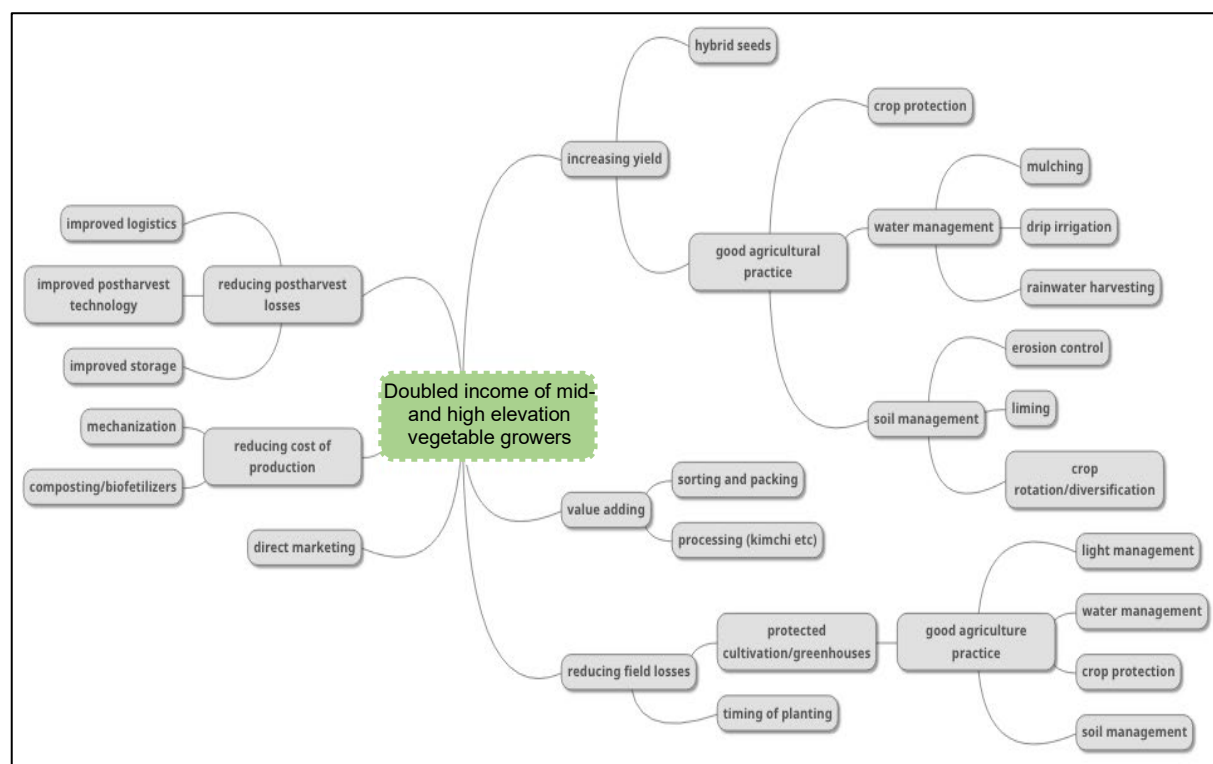 hybrid seeds
crop protection
increasing yield
mulching
improved logistics
water management
drip irrigation
good agricultural
practice
improved postharvest
technology
reducing postharvest
losses
rainwater harvesting
erosion control
improved storage
Doubled income of mid-
and high elevation
vegetable growers
mechanization
soil management
liming
reducing cost of
production
crop
rotation/diversification
composting/biofetilizers
sorting and packing
value adding
direct marketing
processing (kimchi etc)
light management
water management
protected
cultivation/greenhouses
good agriculture
practice
reducing field losses
crop protection
timing of planting
soil management